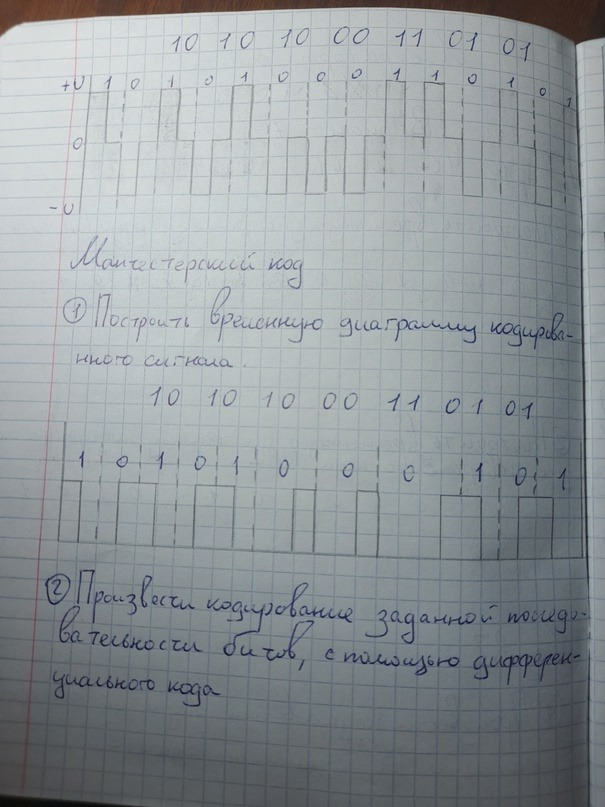 10 10 10 00 11 01 01
+U 1 0 1 0 1 0 0 0 1 1 0 1 0 1
0
-U
Манчестерский код
① Построить временную диаграмму кодирова-
нного сигнала.
10 10 10 00 11 01 01
1 0 1 0 1 0 0 0 1 0 1
② Произвести кодирование заданной последо-
вательности битов, с помощью дифферен-
циального кода